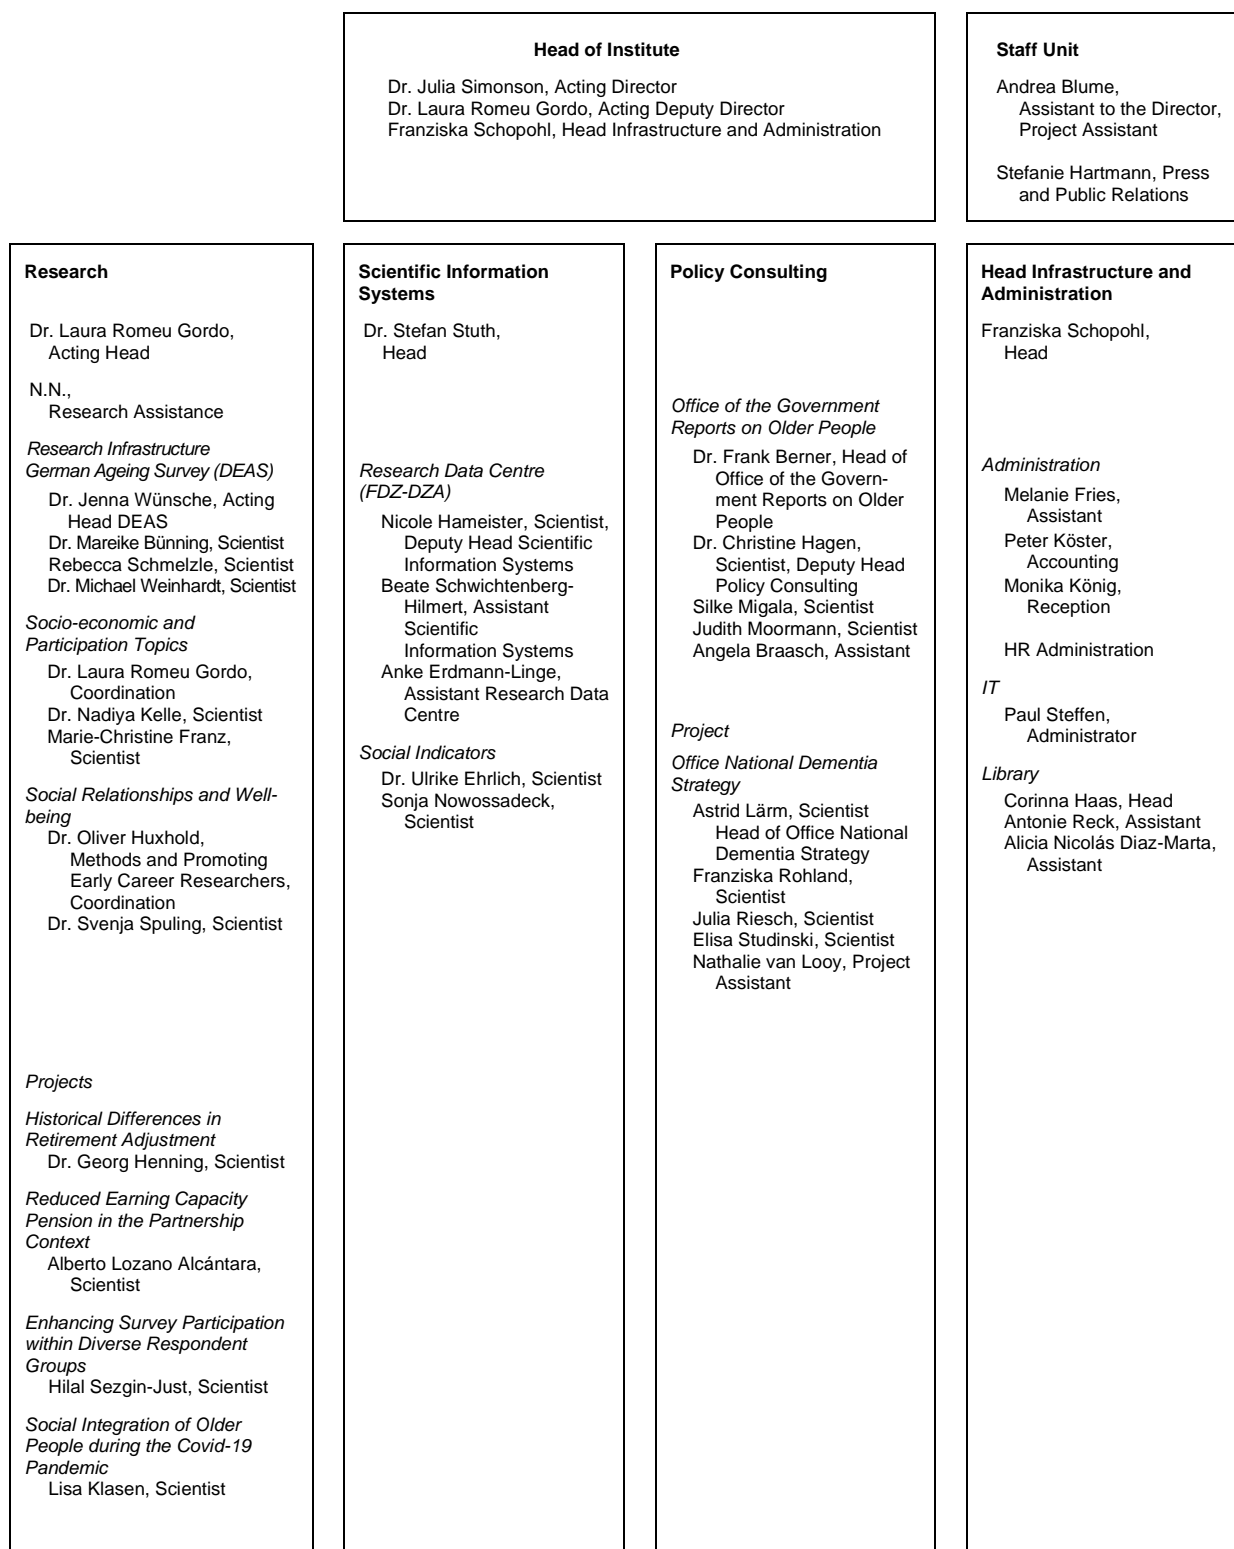 Head of Institute
Dr. Julia Simonson, Acting Director
Dr. Laura Romeu Gordo, Acting Deputy Director
Franziska Schopohl, Head Infrastructure and Administration
Staff Unit
Andrea Blume,
Assistant to the Director,
Project Assistant
Stefanie Hartmann, Press
and Public Relations
Research
Dr. Laura Romeu Gordo,
Acting Head
N.N.,
Research Assistance
Research Infrastructure
German Ageing Survey (DEAS)
Dr. Jenna Wünsche, Acting
Head DEAS
Dr. Mareike Bünning, Scientist
Rebecca Schmelzle, Scientist
Dr. Michael Weinhardt, Scientist
Socio-economic and
Participation Topics
Dr. Laura Romeu Gordo,
Coordination
Dr. Nadiya Kelle, Scientist
Marie-Christine Franz,
Scientist
Social Relationships and Well-
being
Dr. Oliver Huxhold,
Methods and Promoting
Early Career Researchers,
Coordination
Dr. Svenja Spuling, Scientist
Projects
Historical Differences in
Retirement Adjustment
Dr. Georg Henning, Scientist
Reduced Earning Capacity
Pension in the Partnership
Context
Alberto Lozano Alcántara,
Scientist
Enhancing Survey Participation
within Diverse Respondent
Groups
Hilal Sezgin-Just, Scientist
Social Integration of Older
People during the Covid-19
Pandemic
Lisa Klasen, Scientist
Scientific Information
Systems
Dr. Stefan Stuth,
Head
Research Data Centre
(FDZ-DZA)
Nicole Hameister, Scientist,
Deputy Head Scientific
Information Systems
Beate Schwichtenberg-
Hilmert, Assistant
Scientific
Information Systems
Anke Erdmann-Linge,
Assistant Research Data
Centre
Social Indicators
Dr. Ulrike Ehrlich, Scientist
Sonja Nowossadeck,
Scientist
Policy Consulting
Office of the Government
Reports on Older People
Dr. Frank Berner, Head of
Office of the Govern-
ment Reports on Older
People
Dr. Christine Hagen,
Scientist, Deputy Head
Policy Consulting
Silke Migala, Scientist
Judith Moormann, Scientist
Angela Braasch, Assistant
Project
Office National Dementia
Strategy
Astrid Lärm, Scientist
Head of Office National
Dementia Strategy
Franziska Rohland,
Scientist
Julia Riesch, Scientist
Elisa Studinski, Scientist
Nathalie van Looy, Project
Assistant
Head Infrastructure and
Administration
Franziska Schopohl,
Head
Administration
Melanie Fries,
Assistant
Peter Köster,
Accounting
Monika König,
Reception
HR Administration
IT
Paul Steffen,
Administrator
Library
Corinna Haas, Head
Antonie Reck, Assistant
Alicia Nicolás Diaz-Marta,
Assistant